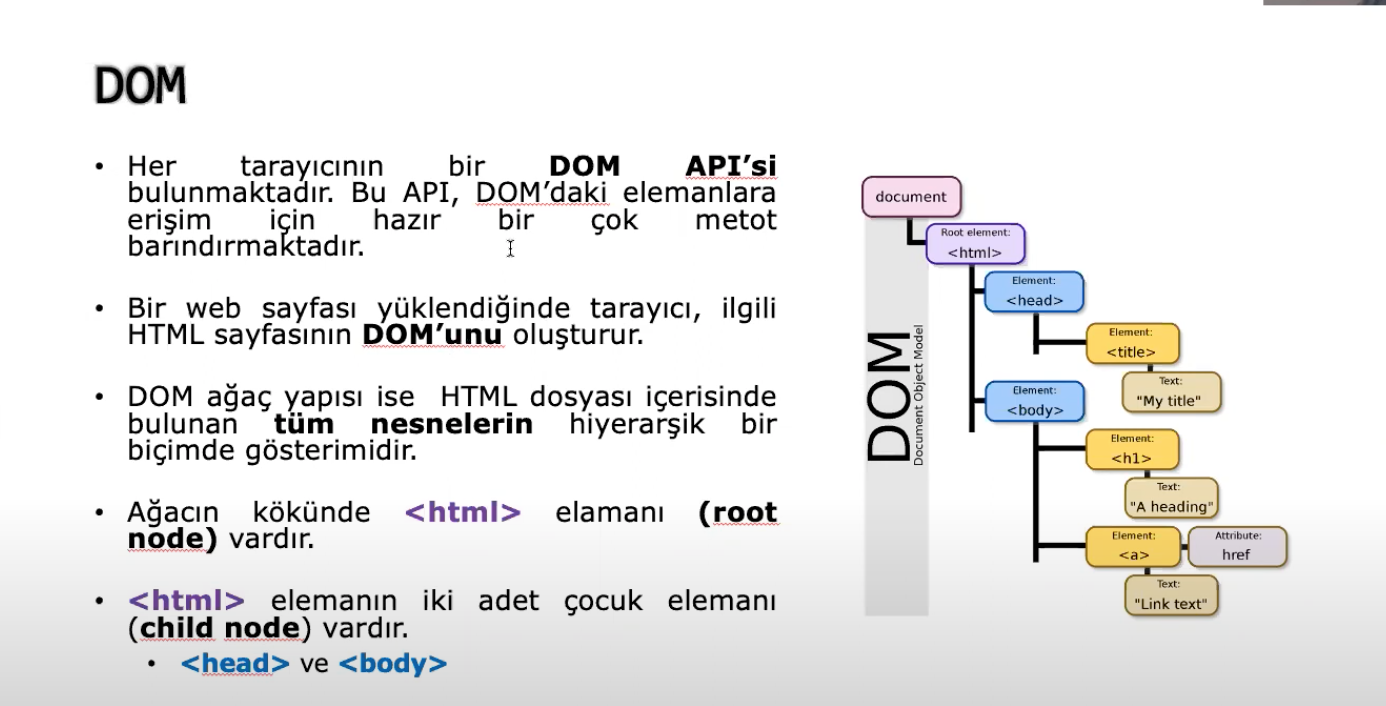 DOM
• Her tarayıcının bir DOM API’si
bulunmaktadır. Bu API, DOM’daki elemanlara
erişim için hazır bir çok metot
barındırmaktadır.
• Bir web sayfası yüklendiğinde tarayıcı, ilgili
HTML sayfasının DOM’unu oluşturur.
• DOM ağaç yapısı ise HTML dosyası içerisinde
bulunan tüm nesnelerin hiyerarşik bir
biçimde gösterimidir.
• Ağacın kökünde <html> elamanı (root
node) vardır.
• <html> elemanın iki adet çocuk elemanı
(child node) vardır.
• <head> ve <body>
DOM
Document Object Model
document
Root element:
<html>
Element:
<head>
Element:
<title>
Text:
"My title"
Element:
<body>
Element:
<h1>
Text:
"A heading"
Element:
<a>
Attribute:
href
Text:
"Link text"